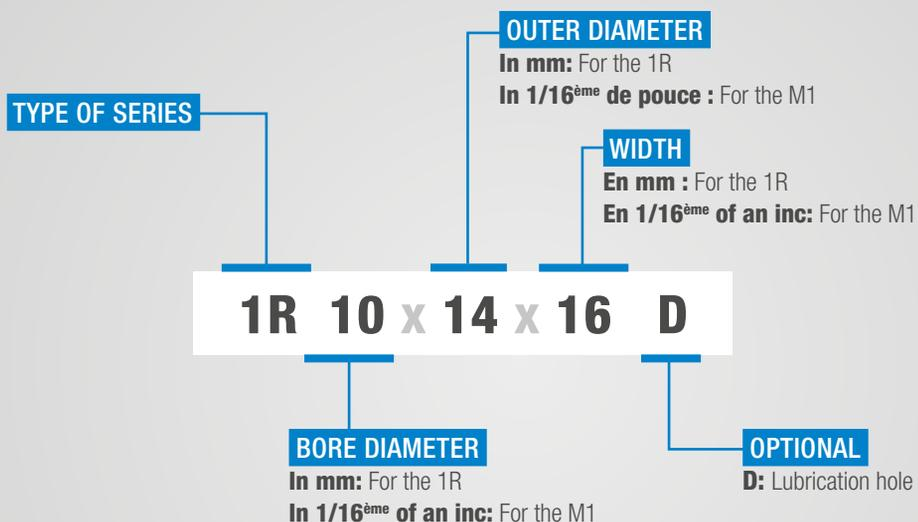 OUTER DIAMETER
In mm: For the 1R
In 1/16ème de pouce : For the M1
TYPE OF SERIES
WIDTH
En mm : For the 1R
En 1/16ème of an inc: For the M1
1R 10 x 14 x 16 D
BORE DIAMETER
In mm: For the 1R
In 1/16ème of an inc: For the M1
OPTIONAL
D: Lubrication hole